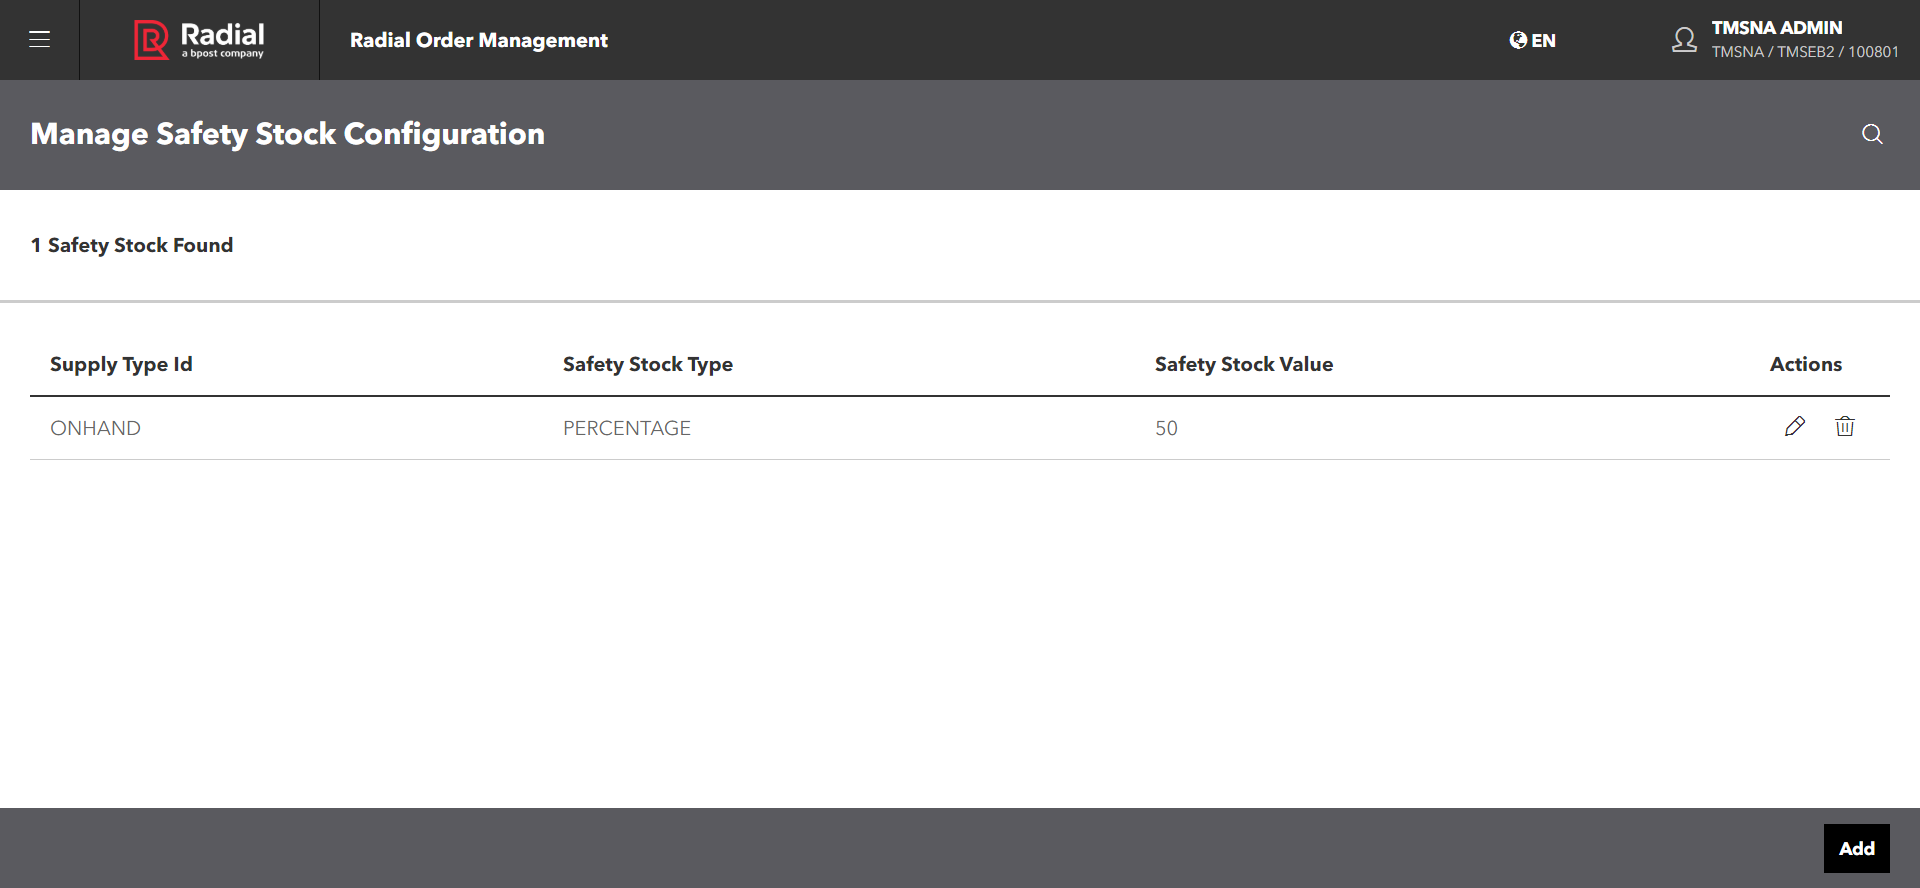 Radial
a bpost company
Radial Order Management
EN
TMSNA ADMIN
TMSNA / TMSEB2 / 100801
Manage Safety Stock Configuration
1 Safety Stock Found
Supply Type Id Safety Stock Type Safety Stock Value Actions
ONHAND PERCENTAGE 50
Add